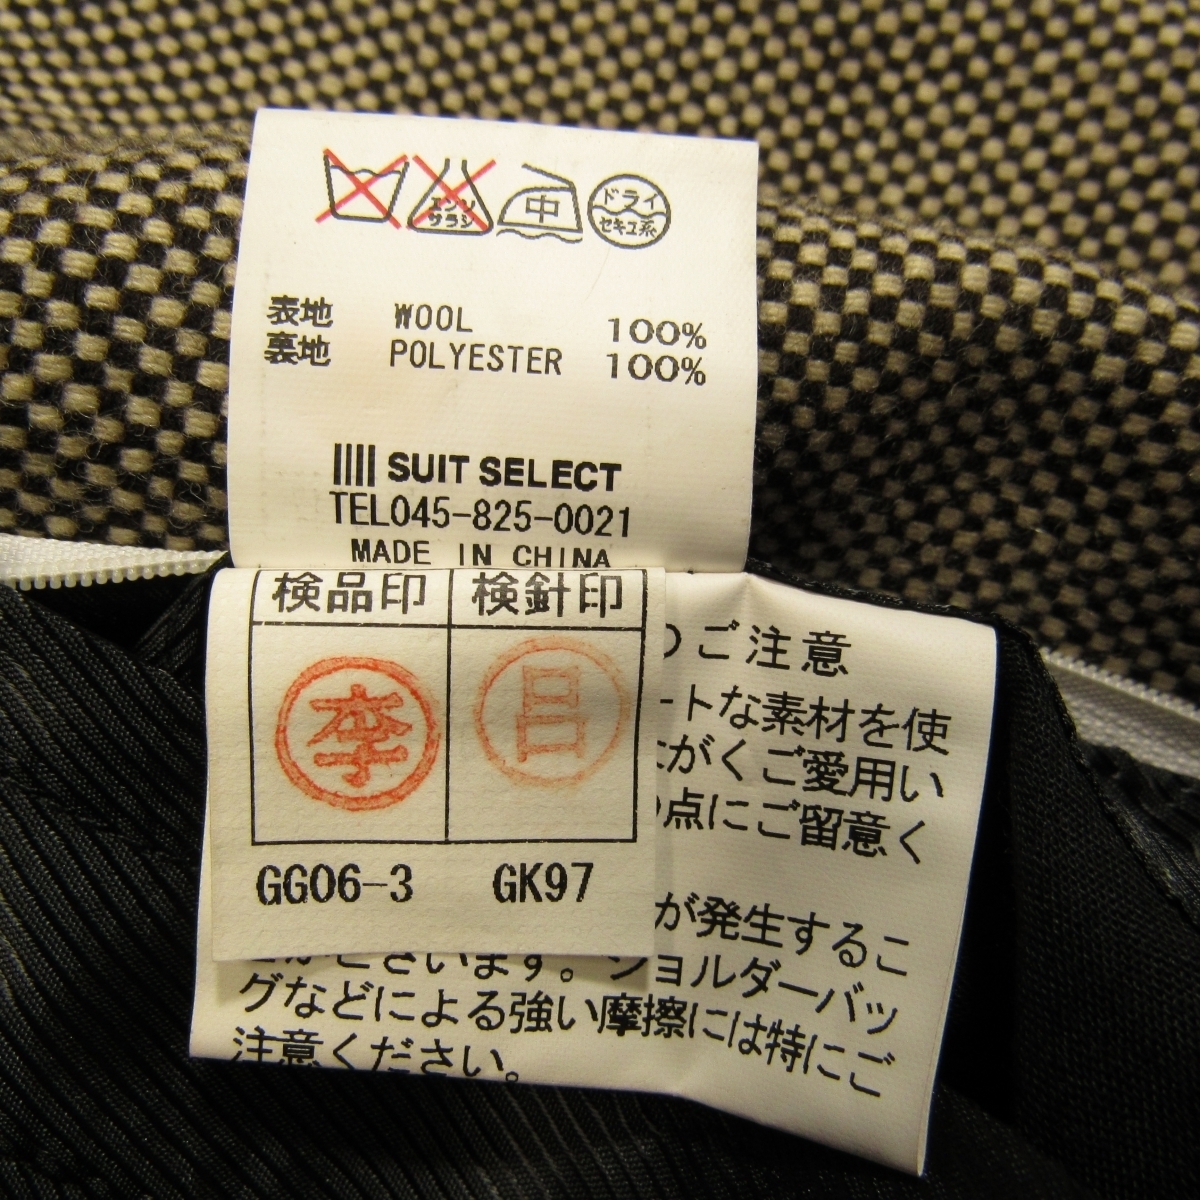 エンソ
サラシ
中
ドライ
セキユ系
表地 WOOL 100%
裏地 POLYESTER 100%
SUIT SELECT
TEL045-825-0021
MADE IN CHINA
検品印 検針印
李 呂
GG06-3 GK97
のご注意
ートな素材を使
ながくご愛用い
の点にご留意く
が発生するこ
とがございます。ショルダーバッ
グなどによる強い摩擦には特にご
注意ください。